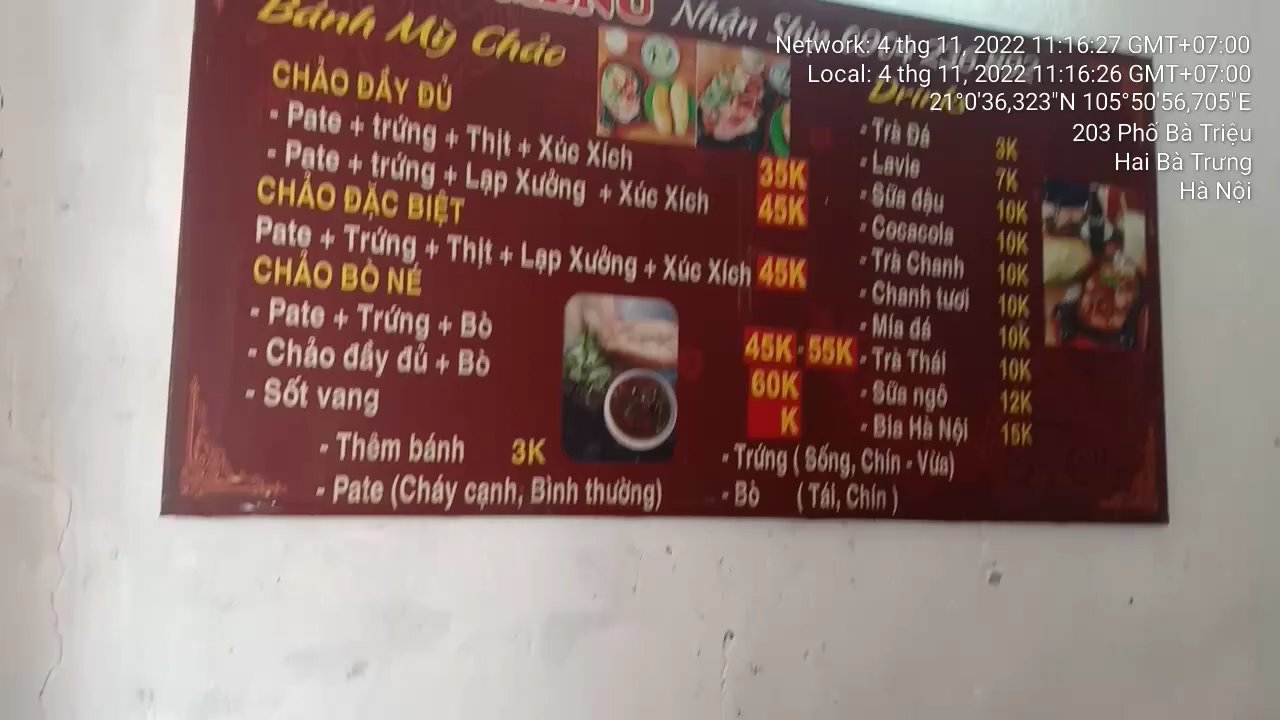 MENU Nhận Ship
Bánh Mỳ Chảo
Network: 4 thg 11, 2022 11:16:27 GMT+07:00
Local: 4 thg 11, 2022 11:16:26 GMT+07:00
21°0'36,323"N 105°50'56,705"E
203 Phố Bà Triệu
Hai Bà Trưng
Hà Nội
CHẢO ĐẦY ĐỦ
- Pate + trứng + Thịt + Xúc Xích 35K
- Pate + trứng + Lạp Xưởng + Xúc Xích 45K
CHẢO ĐẶC BIỆT
Pate + Trứng + Thịt + Lạp Xưởng + Xúc Xích 45K
CHẢO BÒ NÉ
- Pate + Trứng + Bò 45K - 55K
- Chảo đầy đủ + Bò 60K
- Sốt vang K
- Thêm bánh 3K
- Pate (Cháy cạnh, Bình thường)
- Trứng ( Sống, Chín - Vừa)
- Bò ( Tái, Chín )
Drinks
- Trà Đá 3K
- Lavie 7K
- Sữa đậu 10K
- Cocacola 10K
- Trà Chanh 10K
- Chanh tươi 10K
- Mía đá 10K
- Trà Thái 10K
- Sữa ngô 12K
- Bia Hà Nội 15K